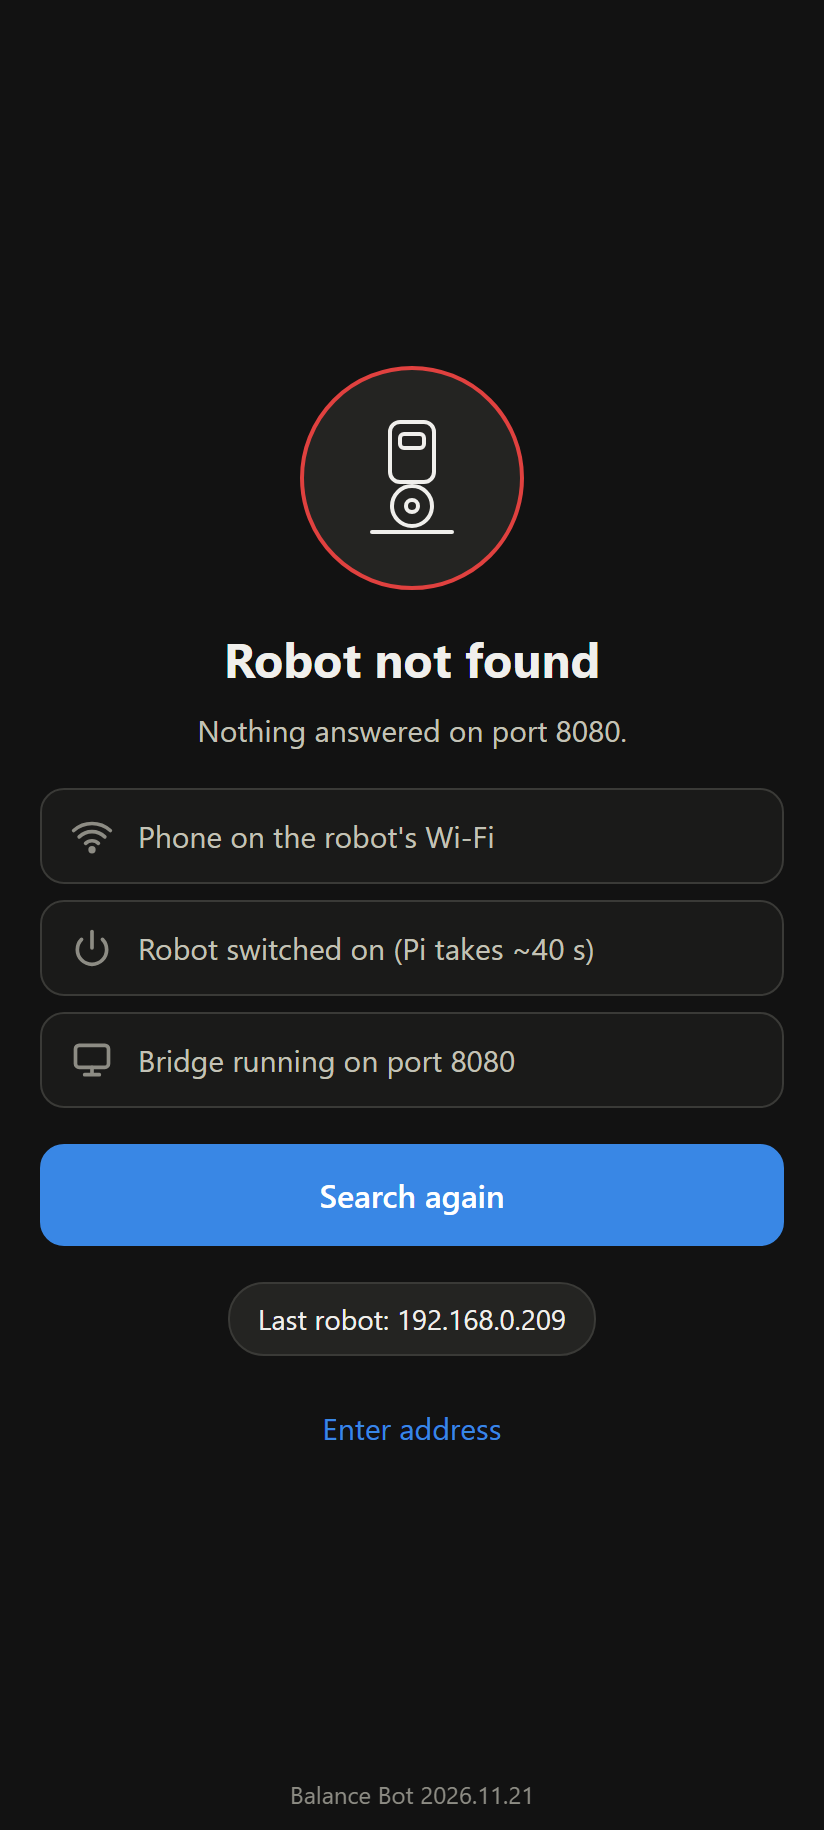 Robot not found
Nothing answered on port 8080.
Phone on the robot's Wi-Fi
Robot switched on (Pi takes ~40 s)
Bridge running on port 8080
Search again
Last robot: 192.168.0.209
Enter address
Balance Bot 2026.11.21